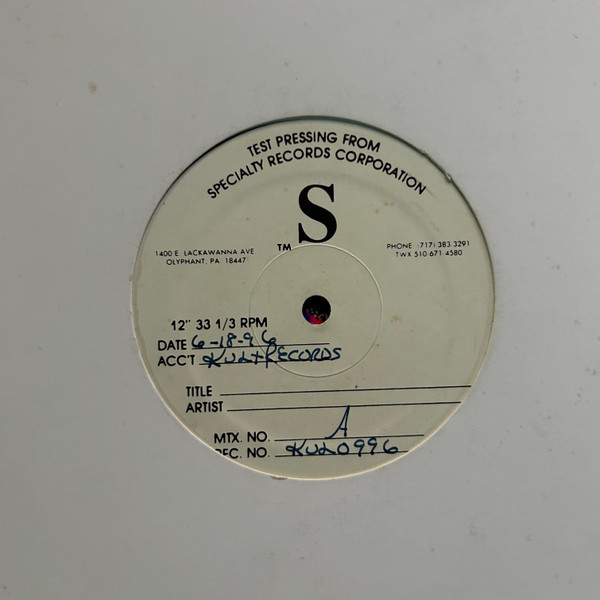 TEST PRESSING FROM
SPECIALTY RECORDS CORPORATION
S
TM
1400 E. LACKAWANNA AVE
OLYPHANT, PA 18447
PHONE (717) 383 3291
TWX 510-671-4580
12" 33 1/3 RPM
DATE 6-18-96
ACC'T KULT RECORDS
TITLE
ARTIST
MTX. NO. A
REC. NO. KUL0996